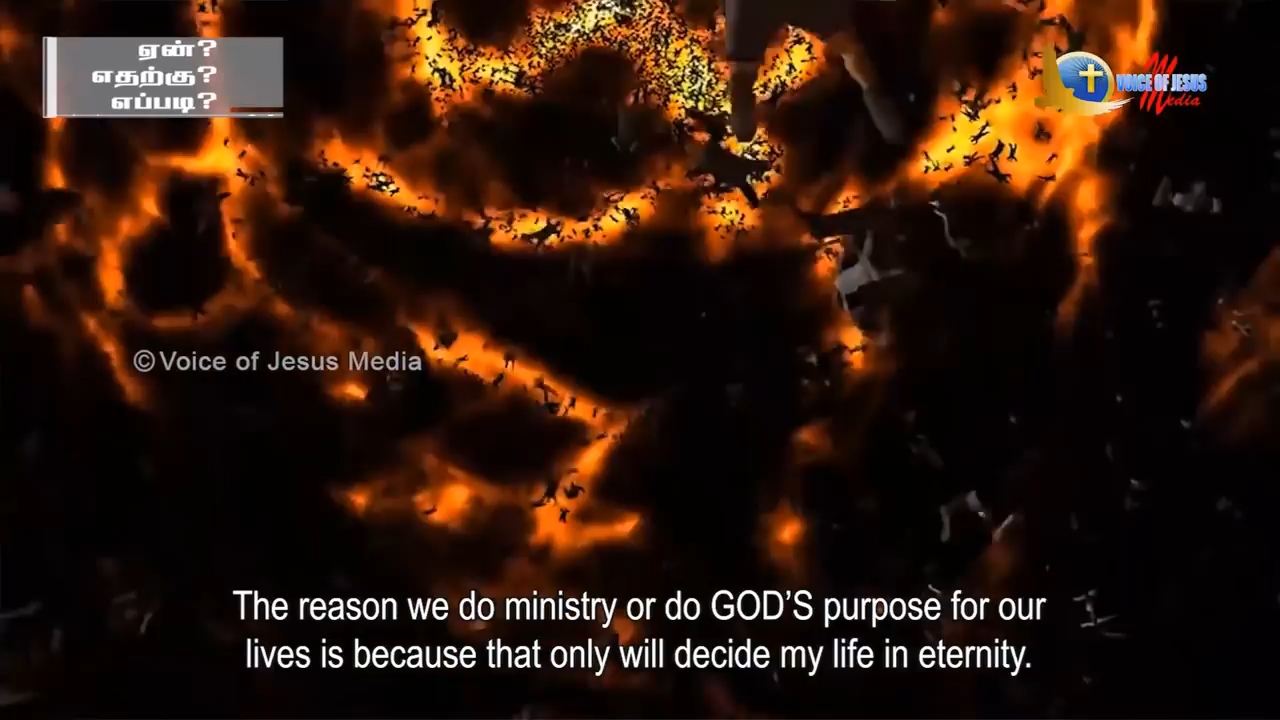 ஏன்?
எதற்கு?
எப்படி?
VOICE OF JESUS
Media
©Voice of Jesus Media
The reason we do ministry or do GOD'S purpose for our
lives is because that only will decide my life in eternity.